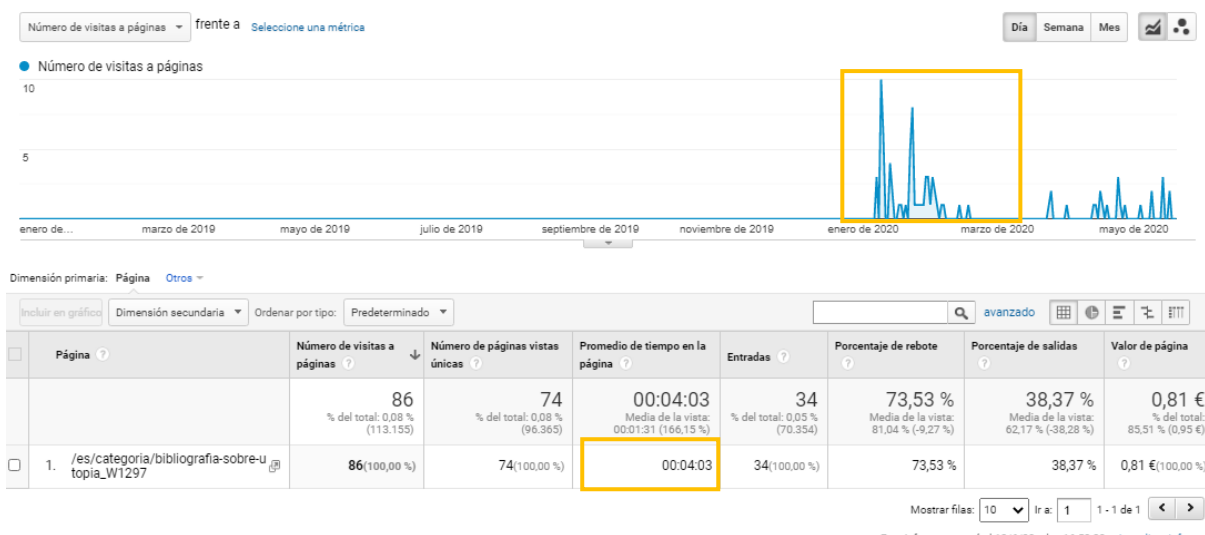 Número de visitas a páginas frente a Seleccione una métrica Día Semana Mes
Número de visitas a páginas
10
5
enero de... marzo de 2019 mayo de 2019 julio de 2019 septiembre de 2019 noviembre de 2019 enero de 2020 marzo de 2020 mayo de 2020
Dimensión primaria: Página Otros
Incluir en gráfico Dimensión secundaria Ordenar por tipo: Predeterminado avanzado
Página ? Número de visitas a páginas ? Número de páginas vistas únicas ? Promedio de tiempo en la página ? Entradas ? Porcentaje de rebote ? Porcentaje de salidas ? Valor de página ?
86 74 00:04:03 34 73,53 % 38,37 % 0,81 €
% del total: 0,08 % (113.155) % del total: 0,08 % (96.365) Media de la vista: 00:01:31 (166,15 %) % del total: 0,05 % (70.354) Media de la vista: 81,04 % (-9,27 %) Media de la vista: 62,17 % (-38,28 %) % del total: 85,51 % (0,95 €)
1. /es/categoria/bibliografia-sobre-utopia_W1297 86(100,00 %) 74(100,00 %) 00:04:03 34(100,00 %) 73,53 % 38,37 % 0,81 €(100,00 %)
Mostrar filas: 10 Ir a: 1 1 - 1 de 1